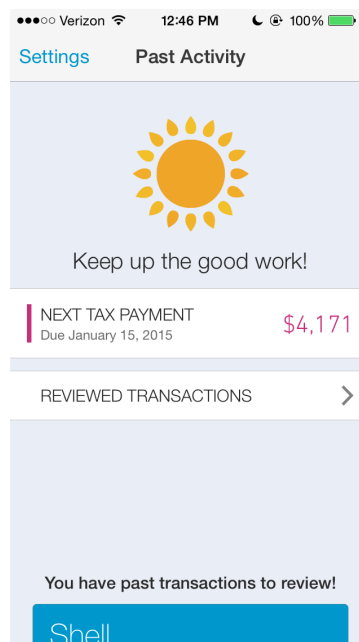 Verizon 12:46 PM 100%
Settings Past Activity
Keep up the good work!
NEXT TAX PAYMENT $4,171
Due January 15, 2015
REVIEWED TRANSACTIONS
You have past transactions to review!
Shell